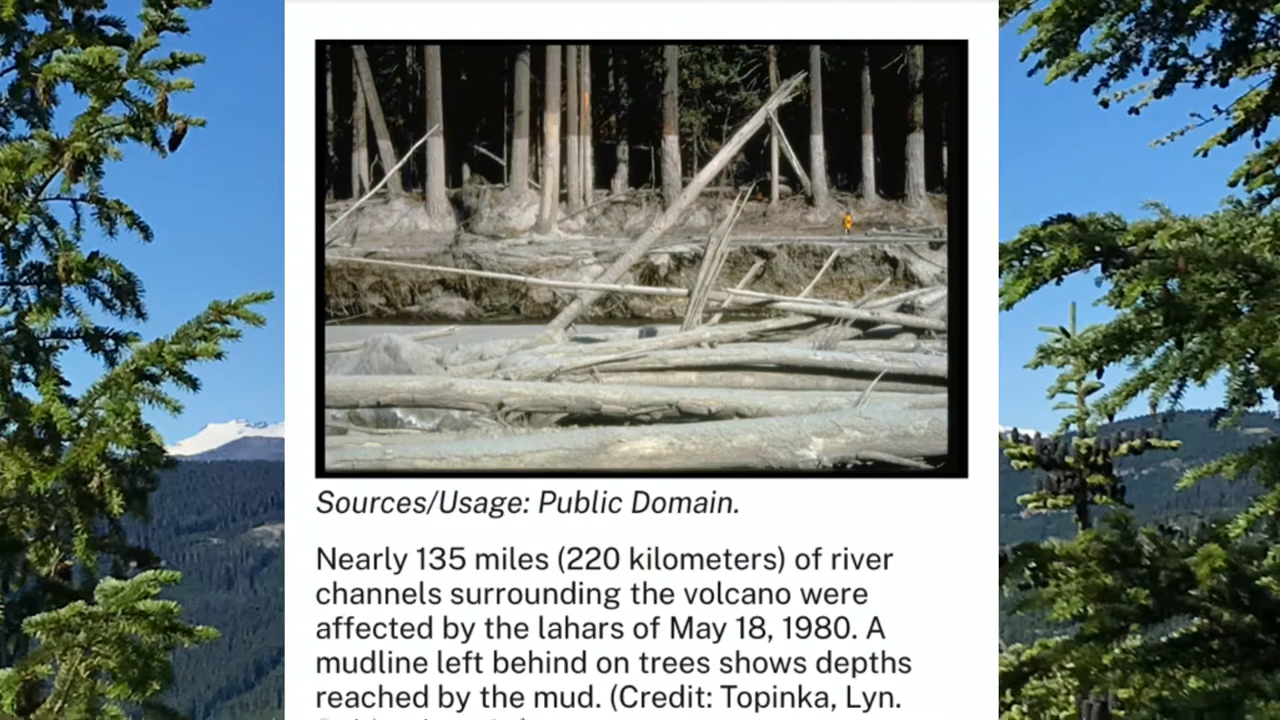 Sources/Usage: Public Domain.
Nearly 135 miles (220 kilometers) of river
channels surrounding the volcano were
affected by the lahars of May 18, 1980. A
mudline left behind on trees shows depths
reached by the mud. (Credit: Topinka, Lyn.